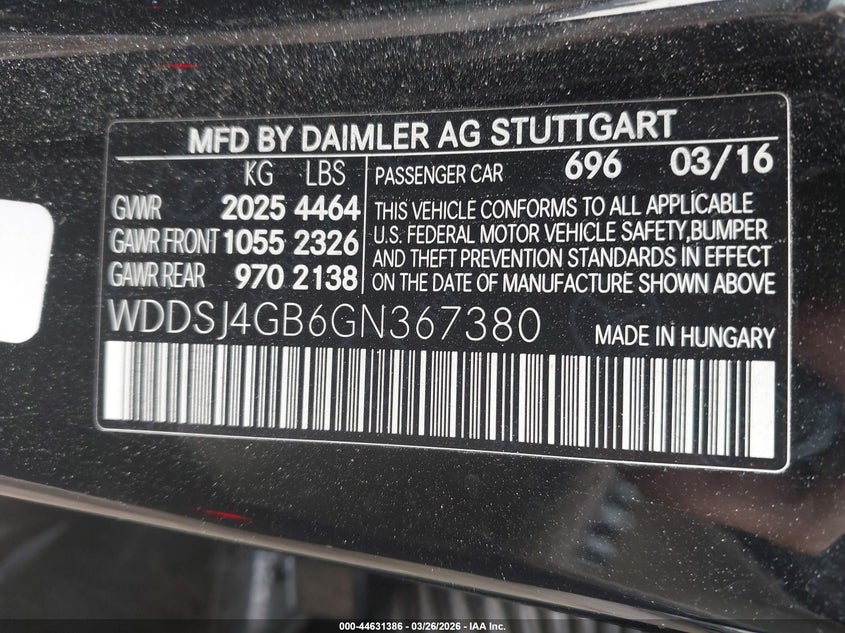 MFD BY DAIMLER AG STUTTGART
KG LBS
GVWR 2025 4464
GAWR FRONT 1055 2326
GAWR REAR 970 2138
PASSENGER CAR 696 03/16
THIS VEHICLE CONFORMS TO ALL APPLICABLE
U.S. FEDERAL MOTOR VEHICLE SAFETY,BUMPER
AND THEFT PREVENTION STANDARDS IN EFFECT
ON THE DATE OF MANUFACTURE SHOWN ABOVE
WDDSJ4GB6GN367380
MADE IN HUNGARY
000-44631386 - 03/26/2026 - IAA Inc.